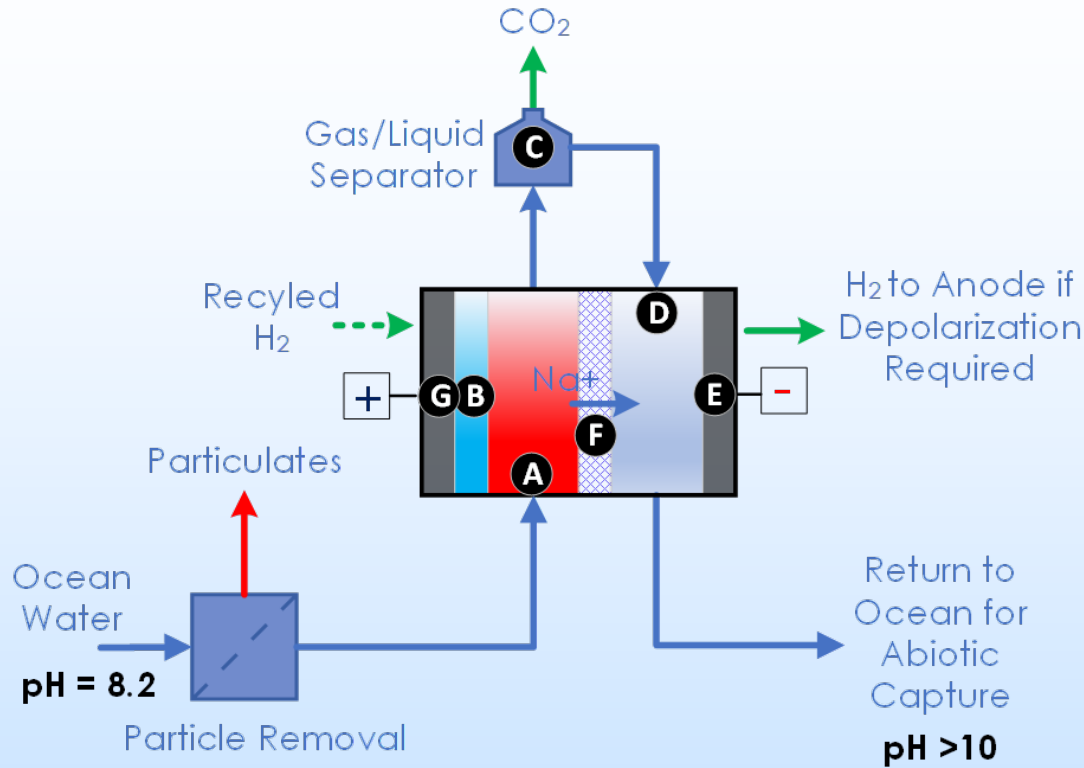 CO₂
Gas/Liquid
Separator
C
Recyled
H₂
D
H₂ to Anode if
Depolarization
Required
Na+
+
G
B
E
-
F
A
Particulates
Ocean
Water
pH = 8.2
Particle Removal
Return to
Ocean for
Abiotic
Capture
pH >10